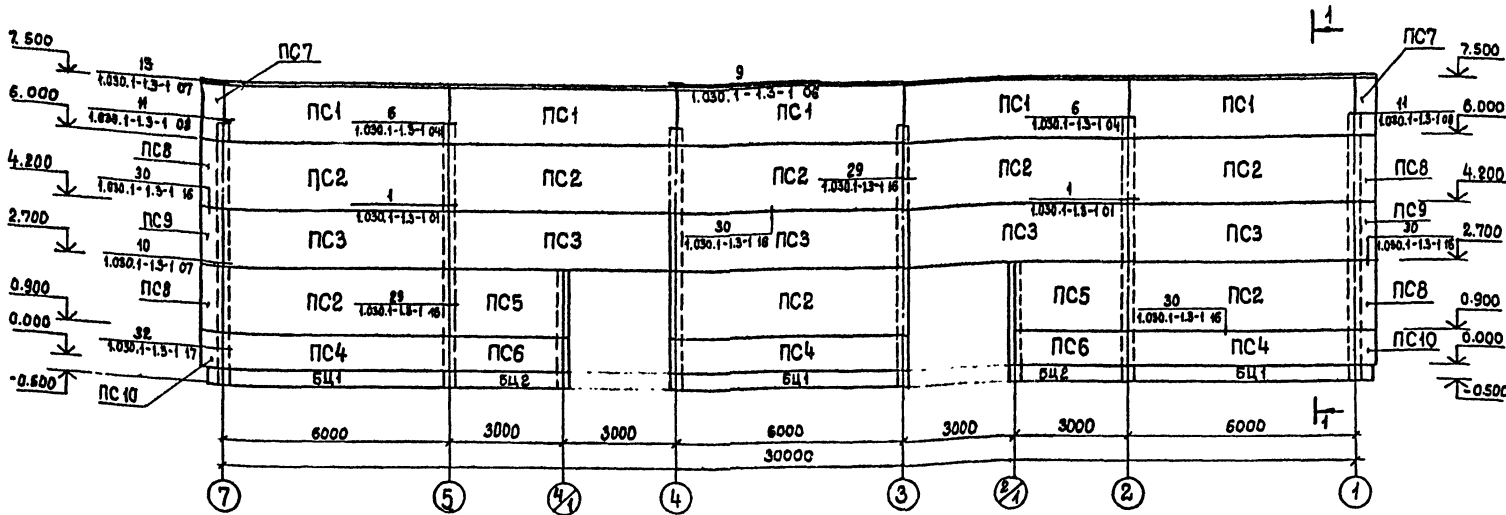 1
ПС7
ПС7
7.500
13
1.030.1-1.3-1 07
9
1.030.1-1.3-1 06
7.500
6.000
11
1.030.1-1.3-1 08
ПС1
6
1.030.1-1.3-1 04
ПС1
ПС1
ПС1
6
1.030.1-1.3-1 04
ПС1
11
1.030.1-1.3-1 08
6.000
ПС8
4.200
30
1.030.1-1.3-1 16
ПС2
ПС2
ПС2
29
1.030.1-1.3-1 16
ПС2
ПС2
ПС8
4.200
1
1.030.1-1.3-1 01
1
1.030.1-1.3-1 01
2.700
ПС9
10
1.030.1-1.3-1 07
ПС3
ПС3
30
1.030.1-1.3-1 16
ПС3
ПС3
ПС3
ПС9
30
1.030.1-1.3-1 16
2.700
0.900
ПС8
ПС2
29
1.030.1-1.3-1 16
ПС5
ПС2
ПС5
30
1.030.1-1.3-1 16
ПС2
ПС8
0.900
0.000
32
1.030.1-1.3-1 17
ПС4
ПС6
ПС4
ПС6
ПС4
ПС10
0.000
-0.500
ПС10
БЦ1
БЦ2
БЦ1
БЦ2
БЦ1
-0.500
1
6000
3000
3000
6000
3000
3000
6000
30000
7
5
4/1
4
3
2/1
2
1